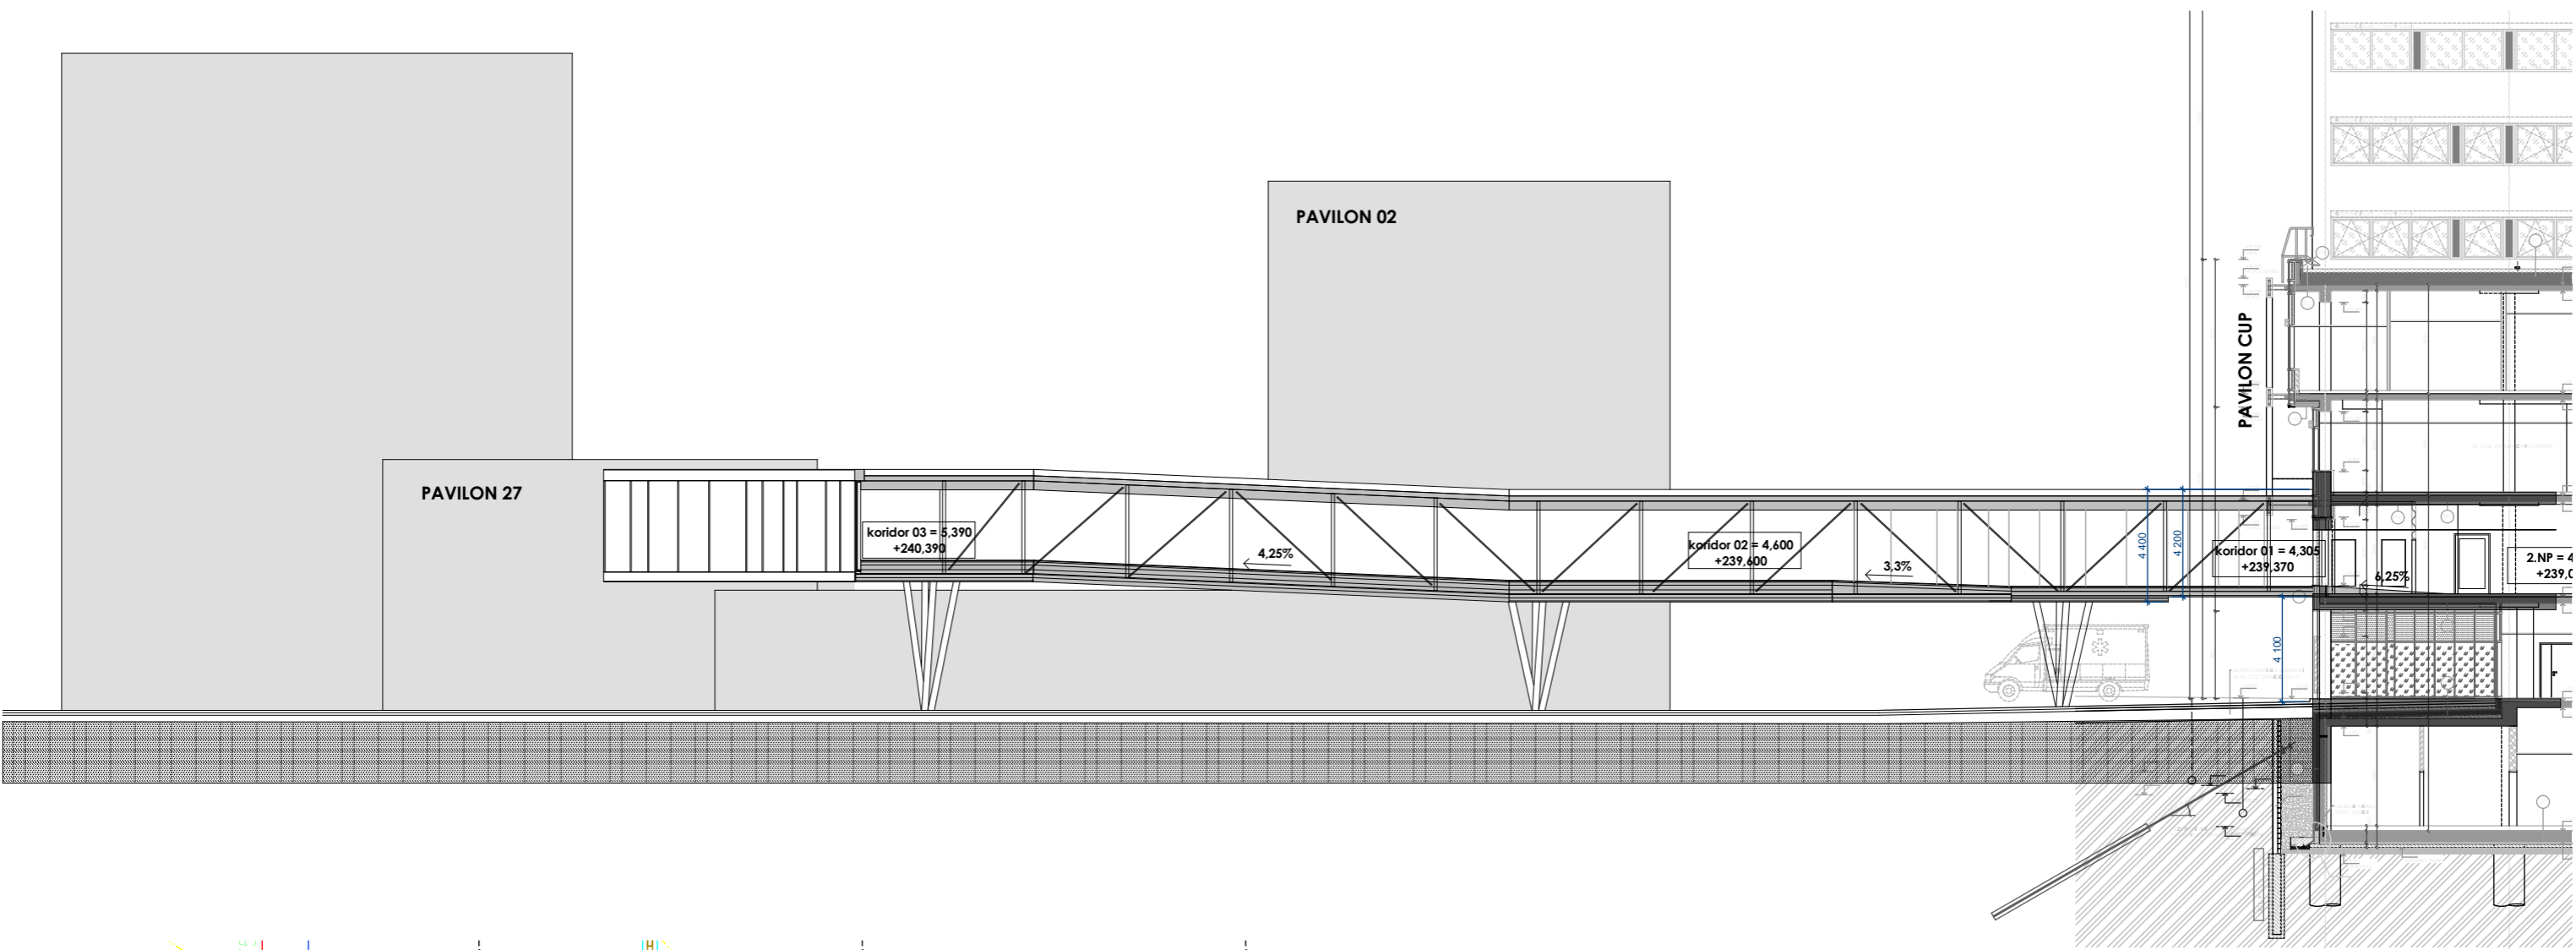 PAVILON 02
PAVILON CUP
PAVILON 27
koridor 03 = 5,390
+240,390
4,25%
koridor 02 = 4,600
+239,600
3,3%
4 400
4 200
koridor 01 = 4,305
+239,370
6,25%
2.NP = 4
+239,0
4 100